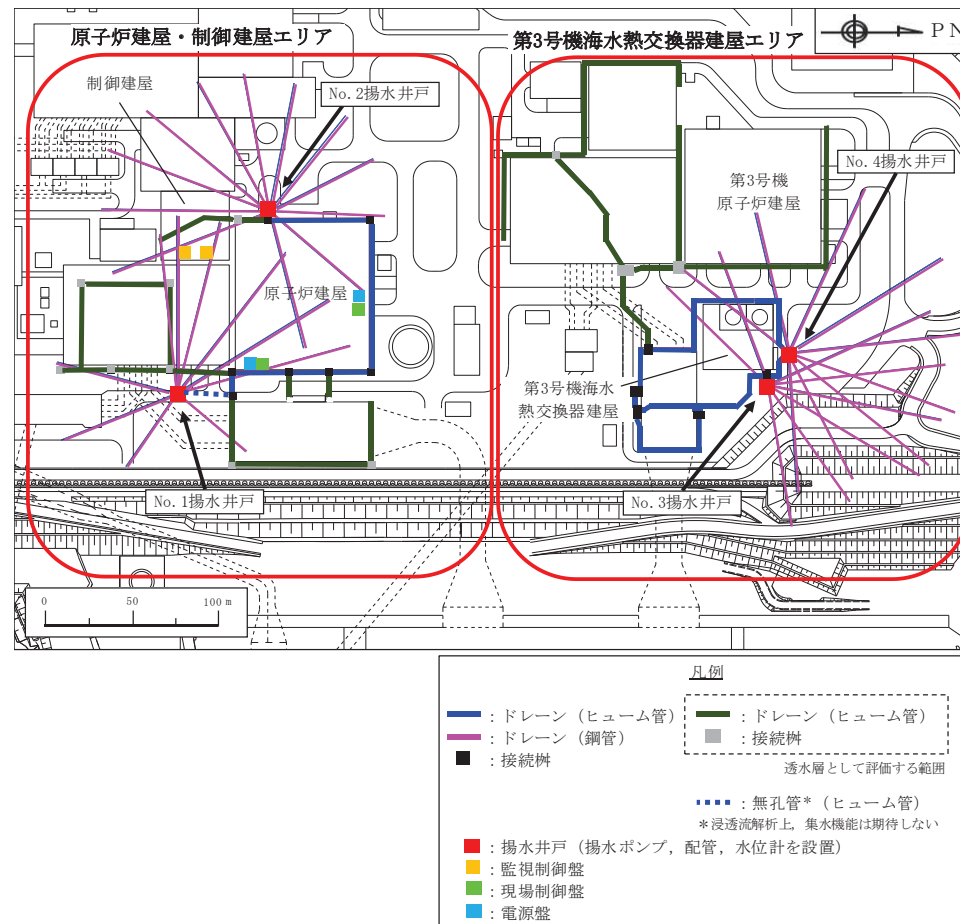 原子炉建屋・制御建屋エリア
第3号機海水熱交換器建屋エリア
PN
制御建屋
No.2揚水井戸
No.4揚水井戸
第3号機
原子炉建屋
原子炉建屋
第3号機海水
熱交換器建屋
No.1揚水井戸
No.3揚水井戸
0 50 100 m
凡例
：ドレーン（ヒューム管）
：ドレーン（鋼管）
：接続桝
：ドレーン（ヒューム管）
：接続桝
透水層として評価する範囲
：無孔管*（ヒューム管）
＊浸透流解析上，集水機能は期待しない
：揚水井戸（揚水ポンプ，配管，水位計を設置）
：監視制御盤
：現場制御盤
：電源盤